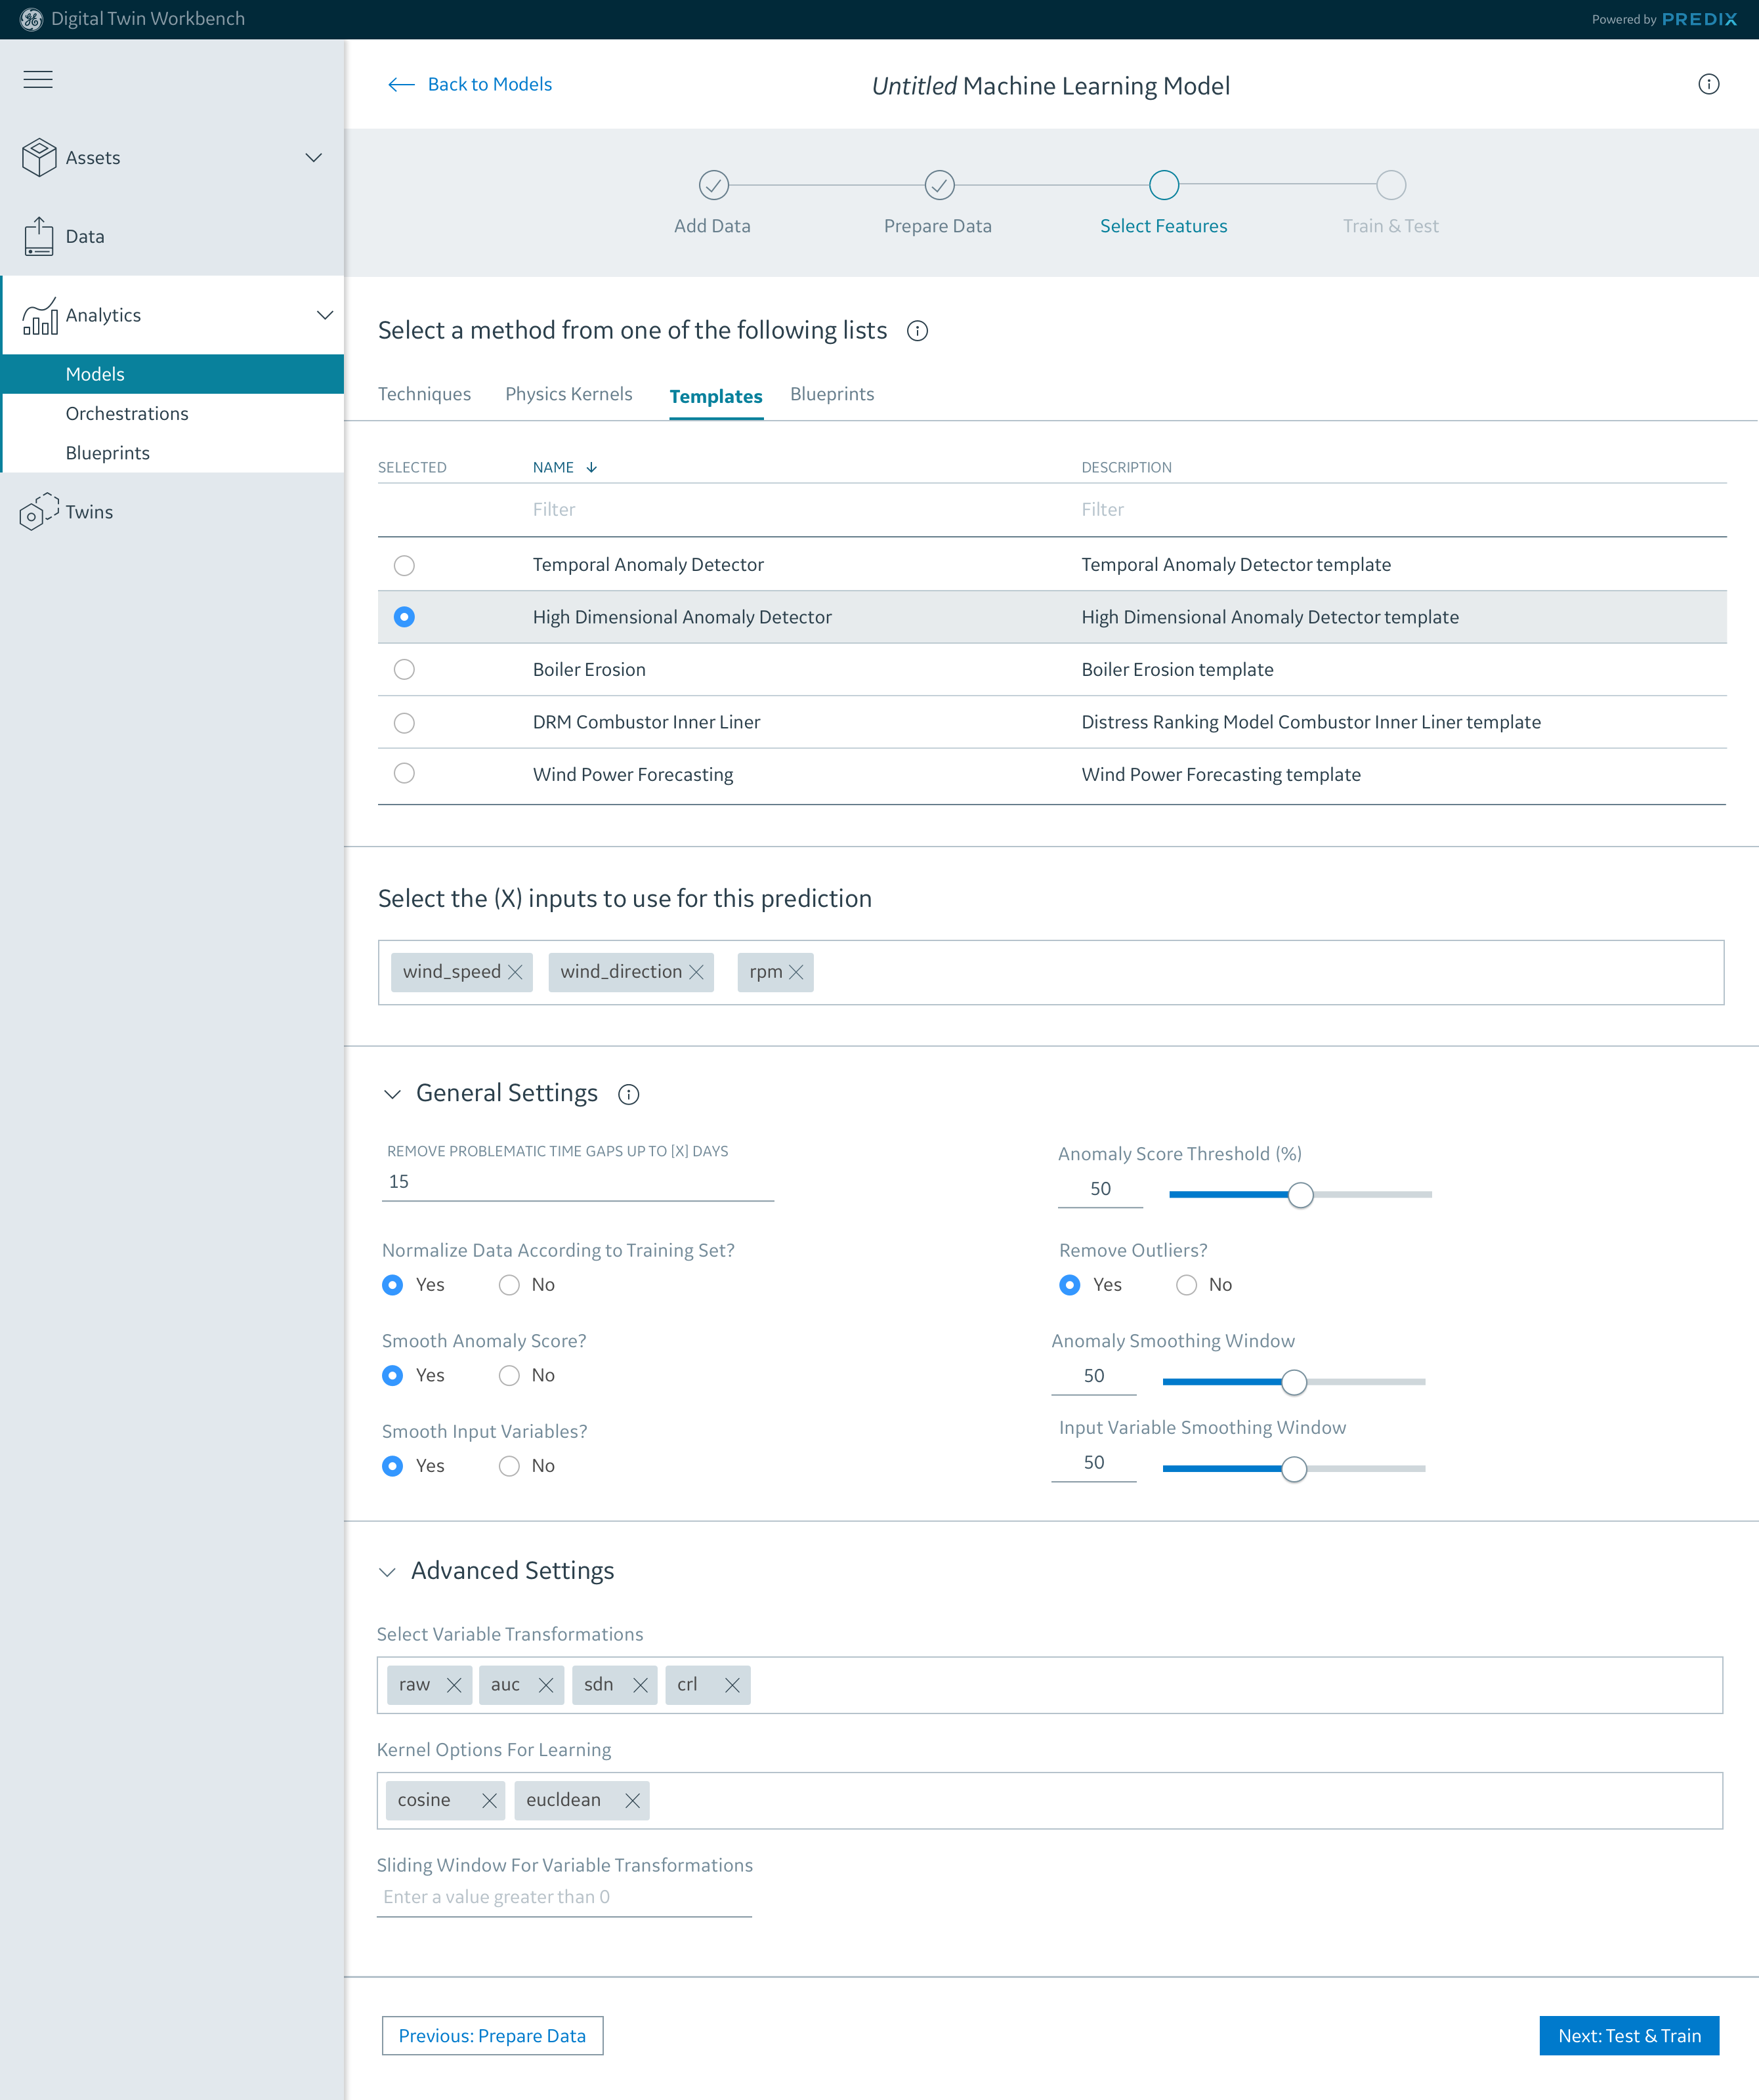 Digital Twin Workbench
Powered by PREDIX
Assets
Data
Analytics
Models
Orchestrations
Blueprints
Twins
Back to Models
Untitled Machine Learning Model
Add Data
Prepare Data
Select Features
Train & Test
Select a method from one of the following lists
Techniques Physics Kernels Templates Blueprints
SELECTED NAME DESCRIPTION
Filter Filter
Temporal Anomaly Detector Temporal Anomaly Detector template
High Dimensional Anomaly Detector High Dimensional Anomaly Detector template
Boiler Erosion Boiler Erosion template
DRM Combustor Inner Liner Distress Ranking Model Combustor Inner Liner template
Wind Power Forecasting Wind Power Forecasting template
Select the (X) inputs to use for this prediction
wind_speed wind_direction rpm
General Settings
REMOVE PROBLEMATIC TIME GAPS UP TO [X] DAYS
15
Anomaly Score Threshold (%)
50
Normalize Data According to Training Set?
Yes No
Remove Outliers?
Yes No
Smooth Anomaly Score?
Yes No
Anomaly Smoothing Window
50
Smooth Input Variables?
Yes No
Input Variable Smoothing Window
50
Advanced Settings
Select Variable Transformations
raw auc sdn crl
Kernel Options For Learning
cosine eucldean
Sliding Window For Variable Transformations
Enter a value greater than 0
Previous: Prepare Data
Next: Test & Train